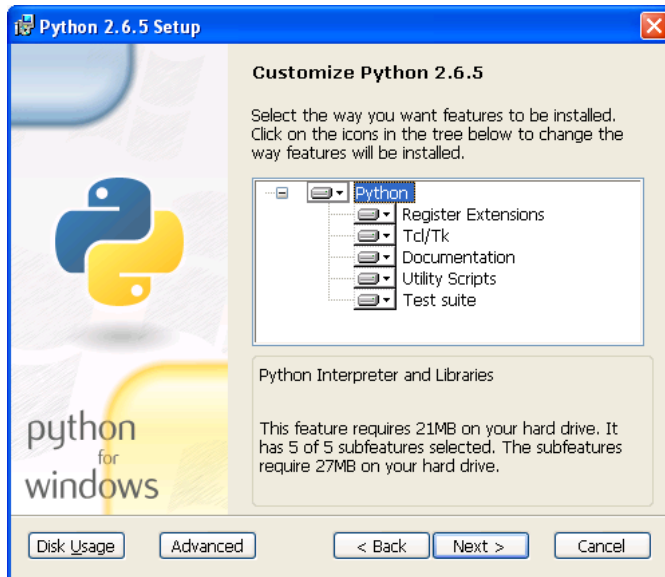 Python 2.6.5 Setup
Customize Python 2.6.5
Select the way you want features to be installed.
Click on the icons in the tree below to change the
way features will be installed.
Python
Register Extensions
Tcl/Tk
Documentation
Utility Scripts
Test suite
Python Interpreter and Libraries
This feature requires 21MB on your hard drive. It
has 5 of 5 subfeatures selected. The subfeatures
require 27MB on your hard drive.
python
for
windows
Disk Usage
Advanced
< Back
Next >
Cancel